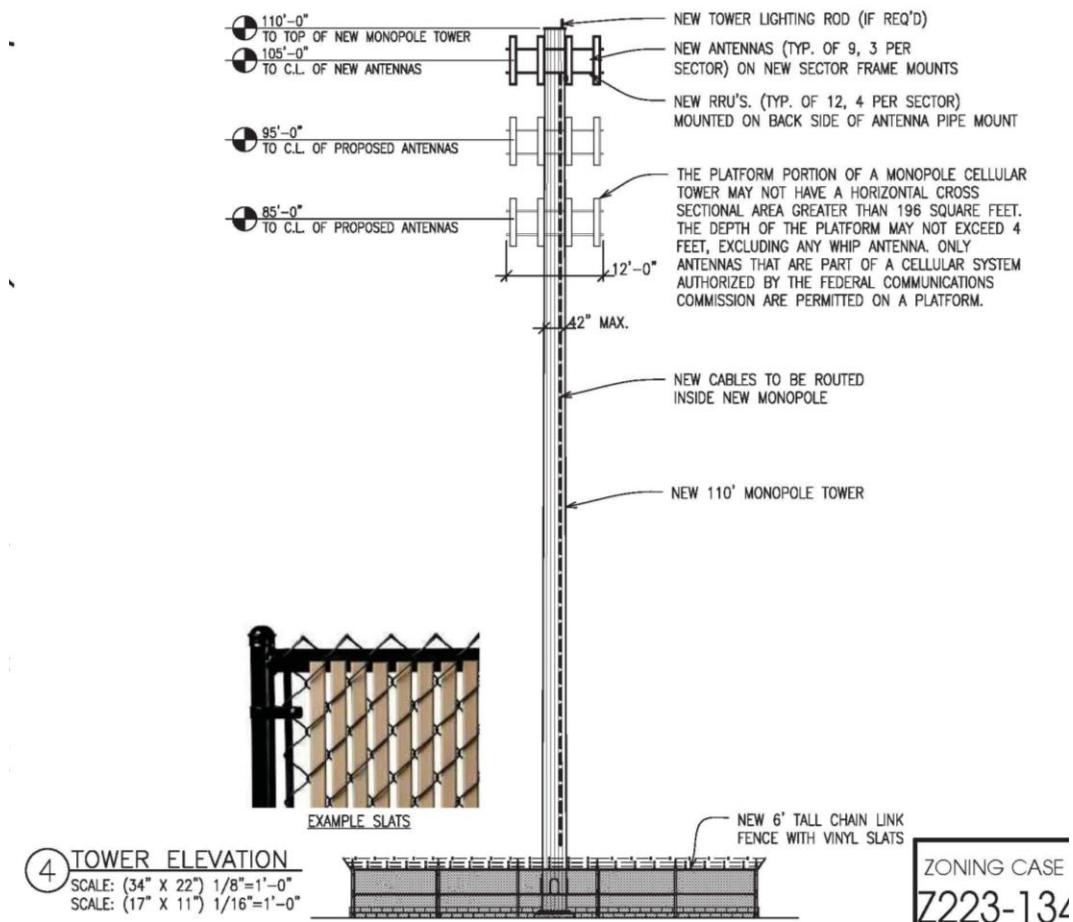 110'-0"
TO TOP OF NEW MONOPOLE TOWER
105'-0"
TO C.L. OF NEW ANTENNAS
95'-0"
TO C.L. OF PROPOSED ANTENNAS
85'-0"
TO C.L. OF PROPOSED ANTENNAS
NEW TOWER LIGHTING ROD (IF REQ'D)
NEW ANTENNAS (TYP. OF 9, 3 PER
SECTOR) ON NEW SECTOR FRAME MOUNTS
NEW RRU'S. (TYP. OF 12, 4 PER SECTOR)
MOUNTED ON BACK SIDE OF ANTENNA PIPE MOUNT
THE PLATFORM PORTION OF A MONOPOLE CELLULAR
TOWER MAY NOT HAVE A HORIZONTAL CROSS
SECTIONAL AREA GREATER THAN 196 SQUARE FEET.
THE DEPTH OF THE PLATFORM MAY NOT EXCEED 4
FEET, EXCLUDING ANY WHIP ANTENNA. ONLY
ANTENNAS THAT ARE PART OF A CELLULAR SYSTEM
AUTHORIZED BY THE FEDERAL COMMUNICATIONS
COMMISSION ARE PERMITTED ON A PLATFORM.
12'-0"
42" MAX.
NEW CABLES TO BE ROUTED
INSIDE NEW MONOPOLE
NEW 110' MONOPOLE TOWER
EXAMPLE SLATS
NEW 6' TALL CHAIN LINK
FENCE WITH VINYL SLATS
4 TOWER ELEVATION
SCALE: (34" X 22") 1/8"=1'-0"
SCALE: (17" X 11") 1/16"=1'-0"
ZONING CASE
Z223-134